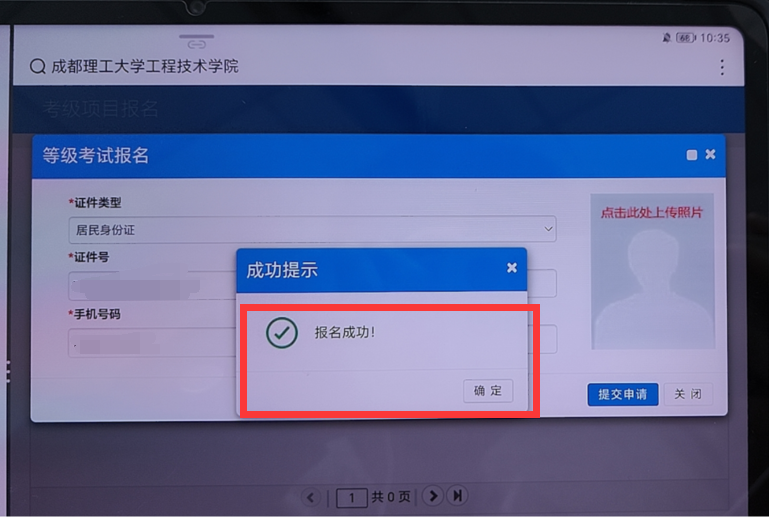 68 10:35
成都理工大学工程技术学院
考级项目报名
等级考试报名
*证件类型
居民身份证
点击此处上传照片
*证件号
成功提示
*手机号码
报名成功!
确 定
提交申请
关 闭
1 共 0 页